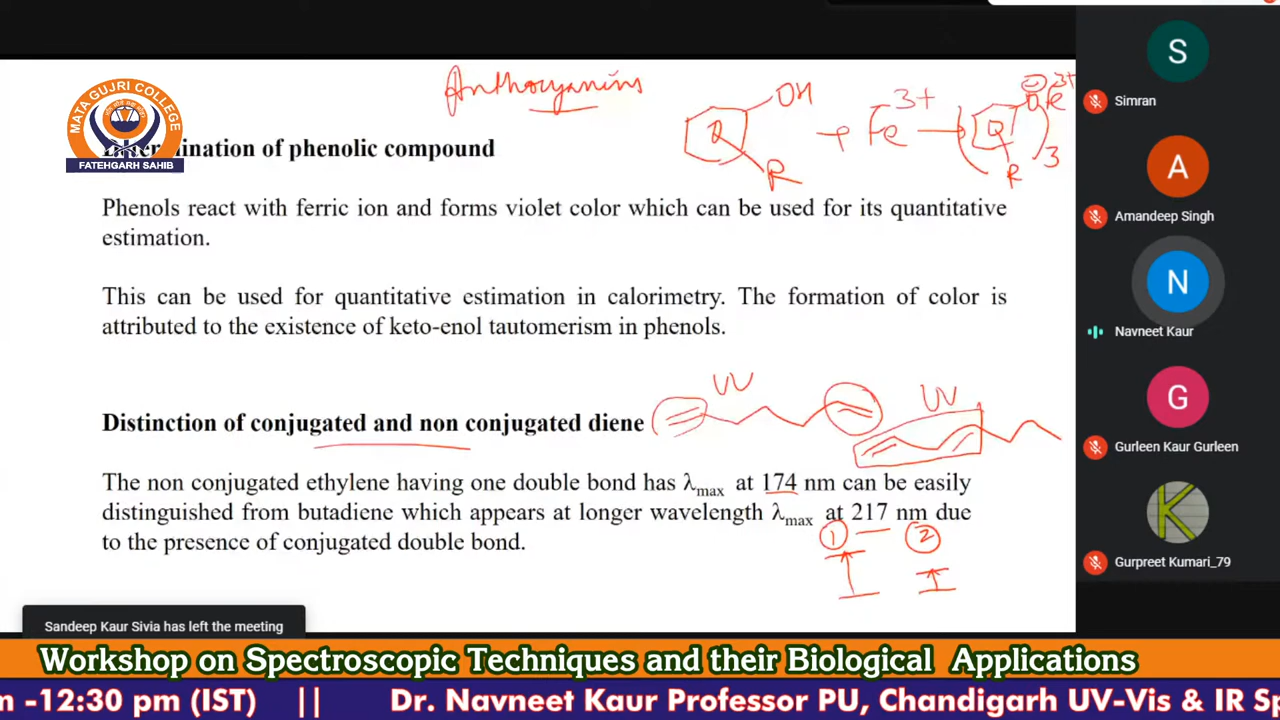 MATA GUJRI COLLEGE
FATEHGARH SAHIB
Anthocyanins
OH
R
+ Fe3+
O Fe3+
R
3
of phenolic compound
Phenols react with ferric ion and forms violet color which can be used for its quantitative
estimation.
This can be used for quantitative estimation in calorimetry. The formation of color is
attributed to the existence of keto-enol tautomerism in phenols.
UV
UV
Distinction of conjugated and non conjugated diene
The non conjugated ethylene having one double bond has λmax at 174 nm can be easily
distinguished from butadiene which appears at longer wavelength λmax at 217 nm due
to the presence of conjugated double bond.
1 2
S
Simran
A
Amandeep Singh
N
Navneet Kaur
G
Gurleen Kaur Gurleen
K
Gurpreet Kumari_79
Sandeep Kaur Sivia has left the meeting
Workshop on Spectroscopic Techniques and their Biological Applications
-12:30 pm (IST) || Dr. Navneet Kaur Professor PU, Chandigarh UV-Vis & IR